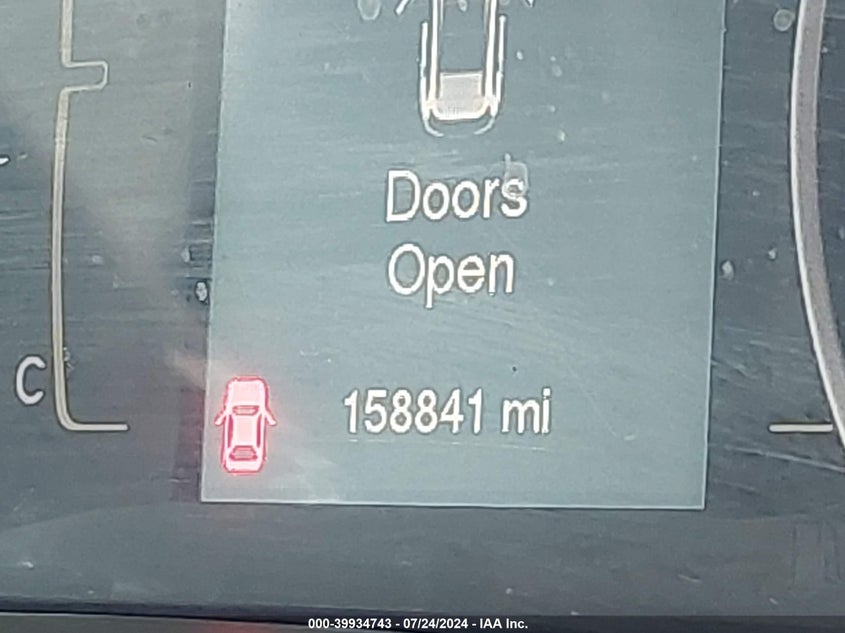 Doors
Open
C
158841 mi
000-39934743 - 07/24/2024 - IAA Inc.